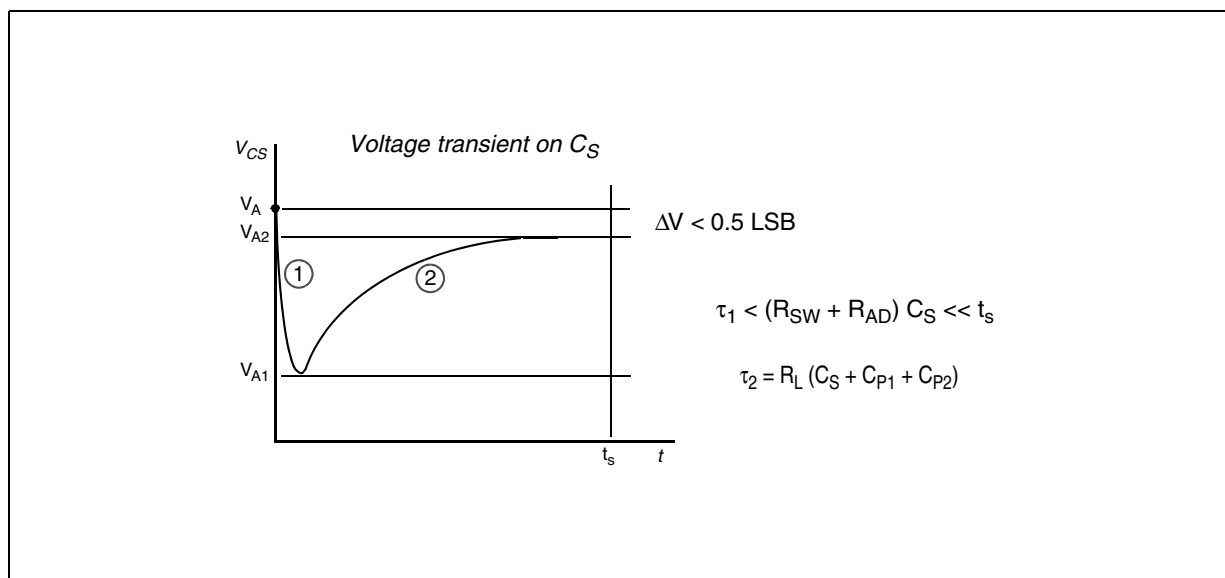 Voltage transient on C_S
V_CS
V_A
ΔV < 0.5 LSB
V_A2
1
2
τ_1 < (R_SW + R_AD) C_S << t_s
V_A1
τ_2 = R_L (C_S + C_P1 + C_P2)
t_s
t